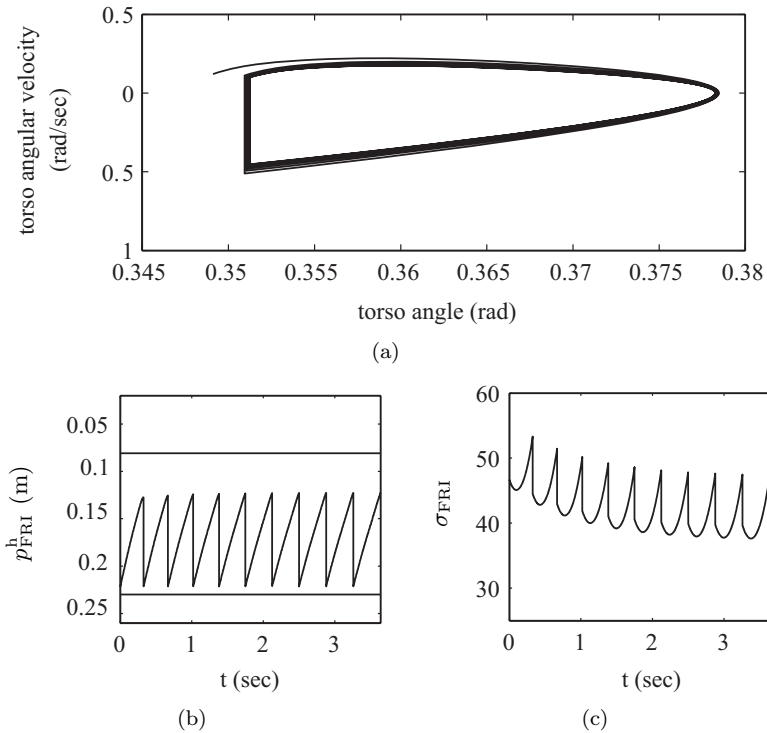 0.5
0
0.5
1
torso angular velocity
(rad/sec)
0.345
0.35
0.355
0.36
0.365
0.37
0.375
0.38
torso angle (rad)
(a)
0.05
0.1
0.15
0.2
0.25
p^h_FRI (m)
0
1
2
3
t (sec)
(b)
60
50
40
30
σ_FRI
0
1
2
3
t (sec)
(c)